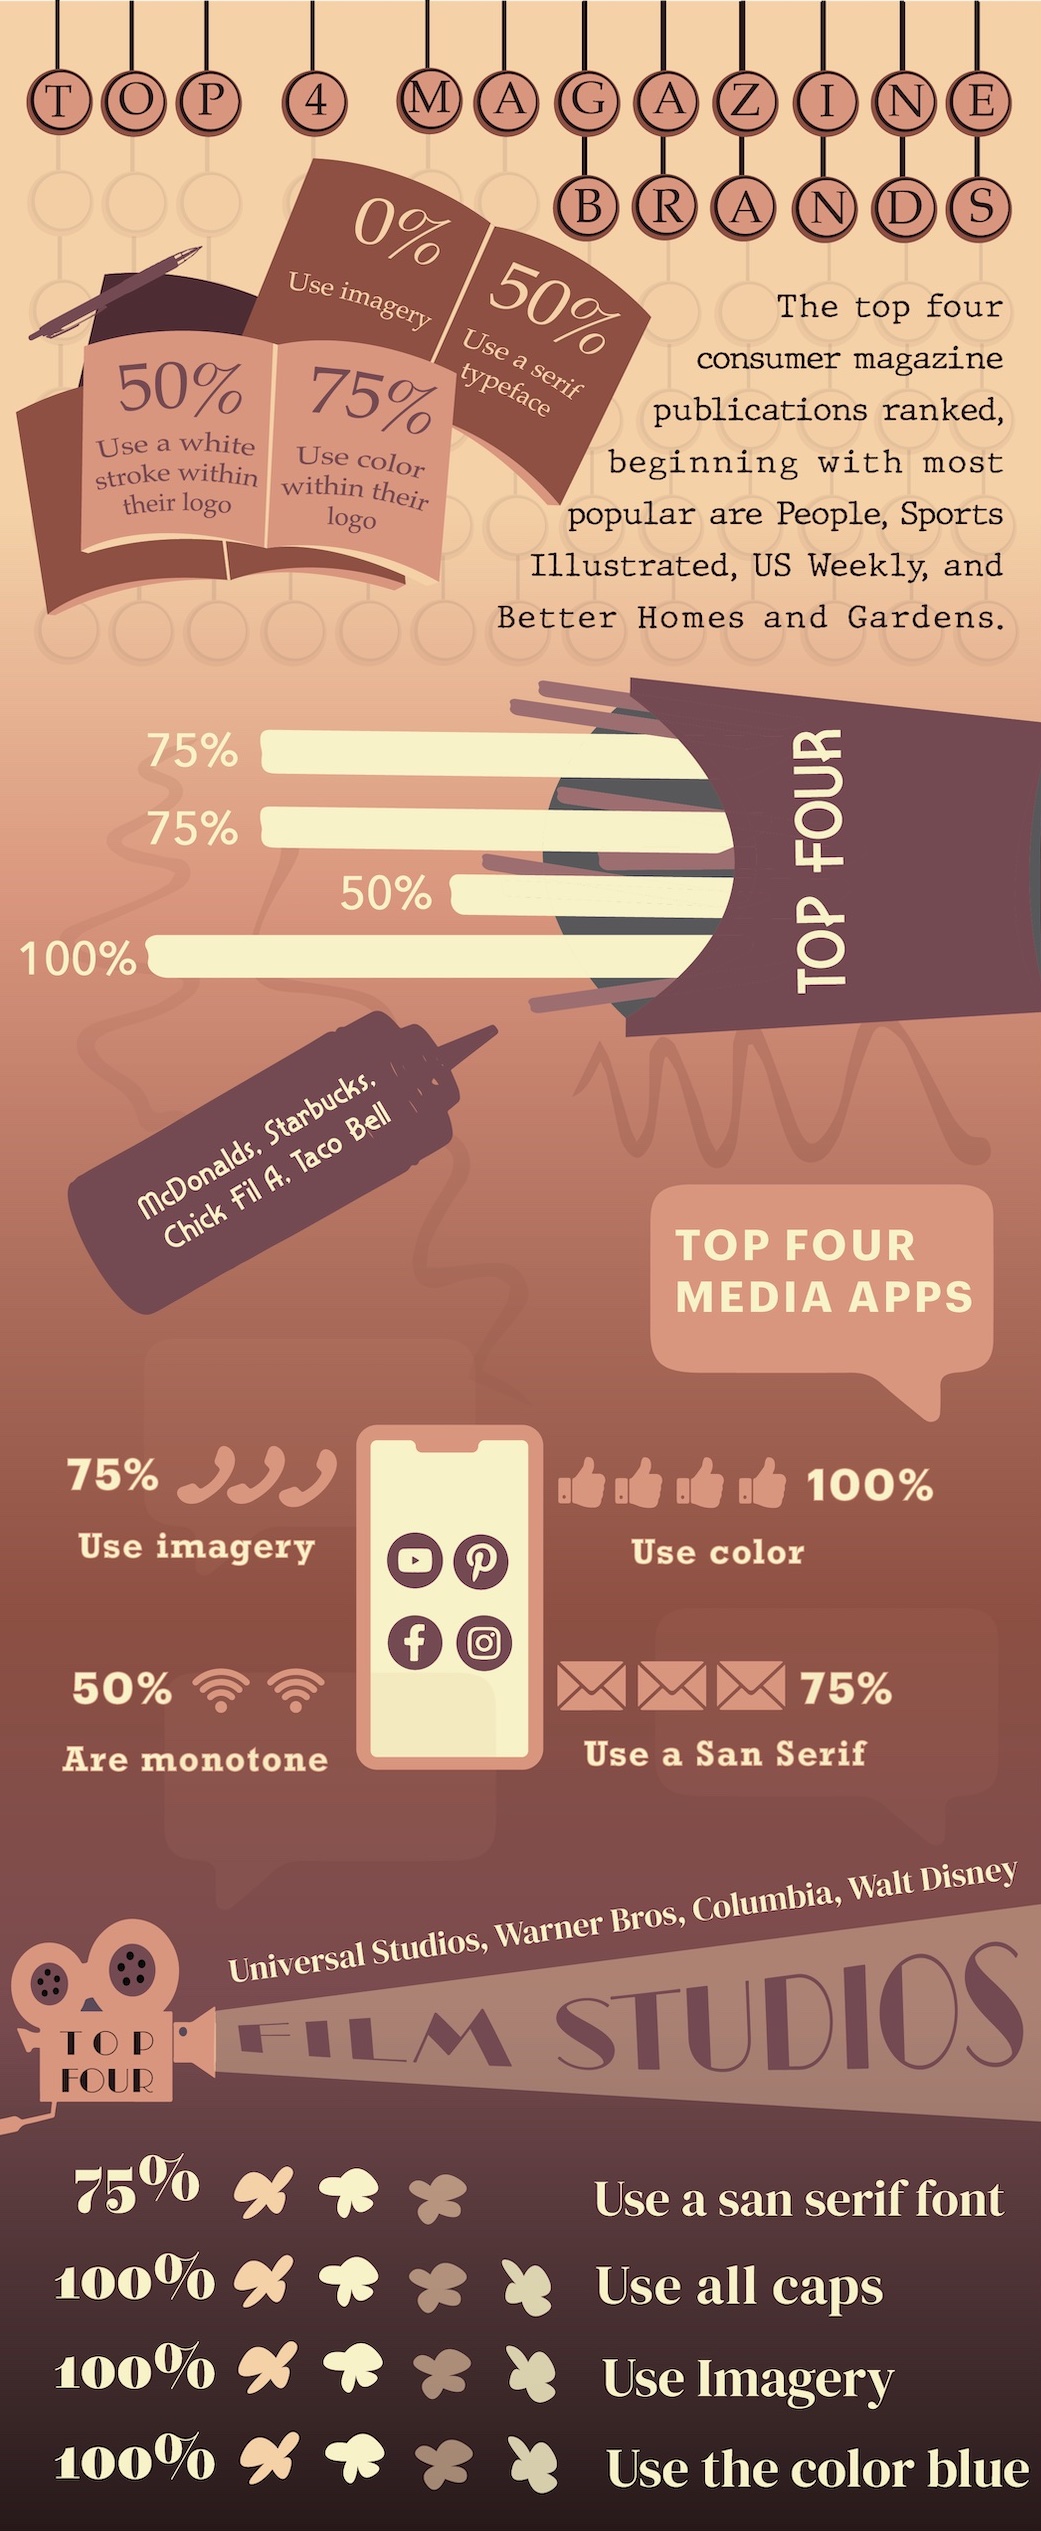 TOP 4 MAGAZINE
BRANDS
0%
Use imagery
50%
Use a serif
typeface
50%
Use a white
stroke within
their logo
75%
Use color
within their
logo
The top four
consumer magazine
publications ranked,
beginning with most
popular are People, Sports
Illustrated, US Weekly, and
Better Homes and Gardens.
75%
75%
50%
100%
TOP FOUR
McDonalds, Starbucks,
Chick Fil A, Taco Bell
TOP FOUR
MEDIA APPS
75%
Use imagery
100%
Use color
50%
Are monotone
75%
Use a San Serif
Universal Studios, Warner Bros, Columbia, Walt Disney
TOP
FOUR
FILM STUDIOS
75% Use a san serif font
100% Use all caps
100% Use Imagery
100% Use the color blue